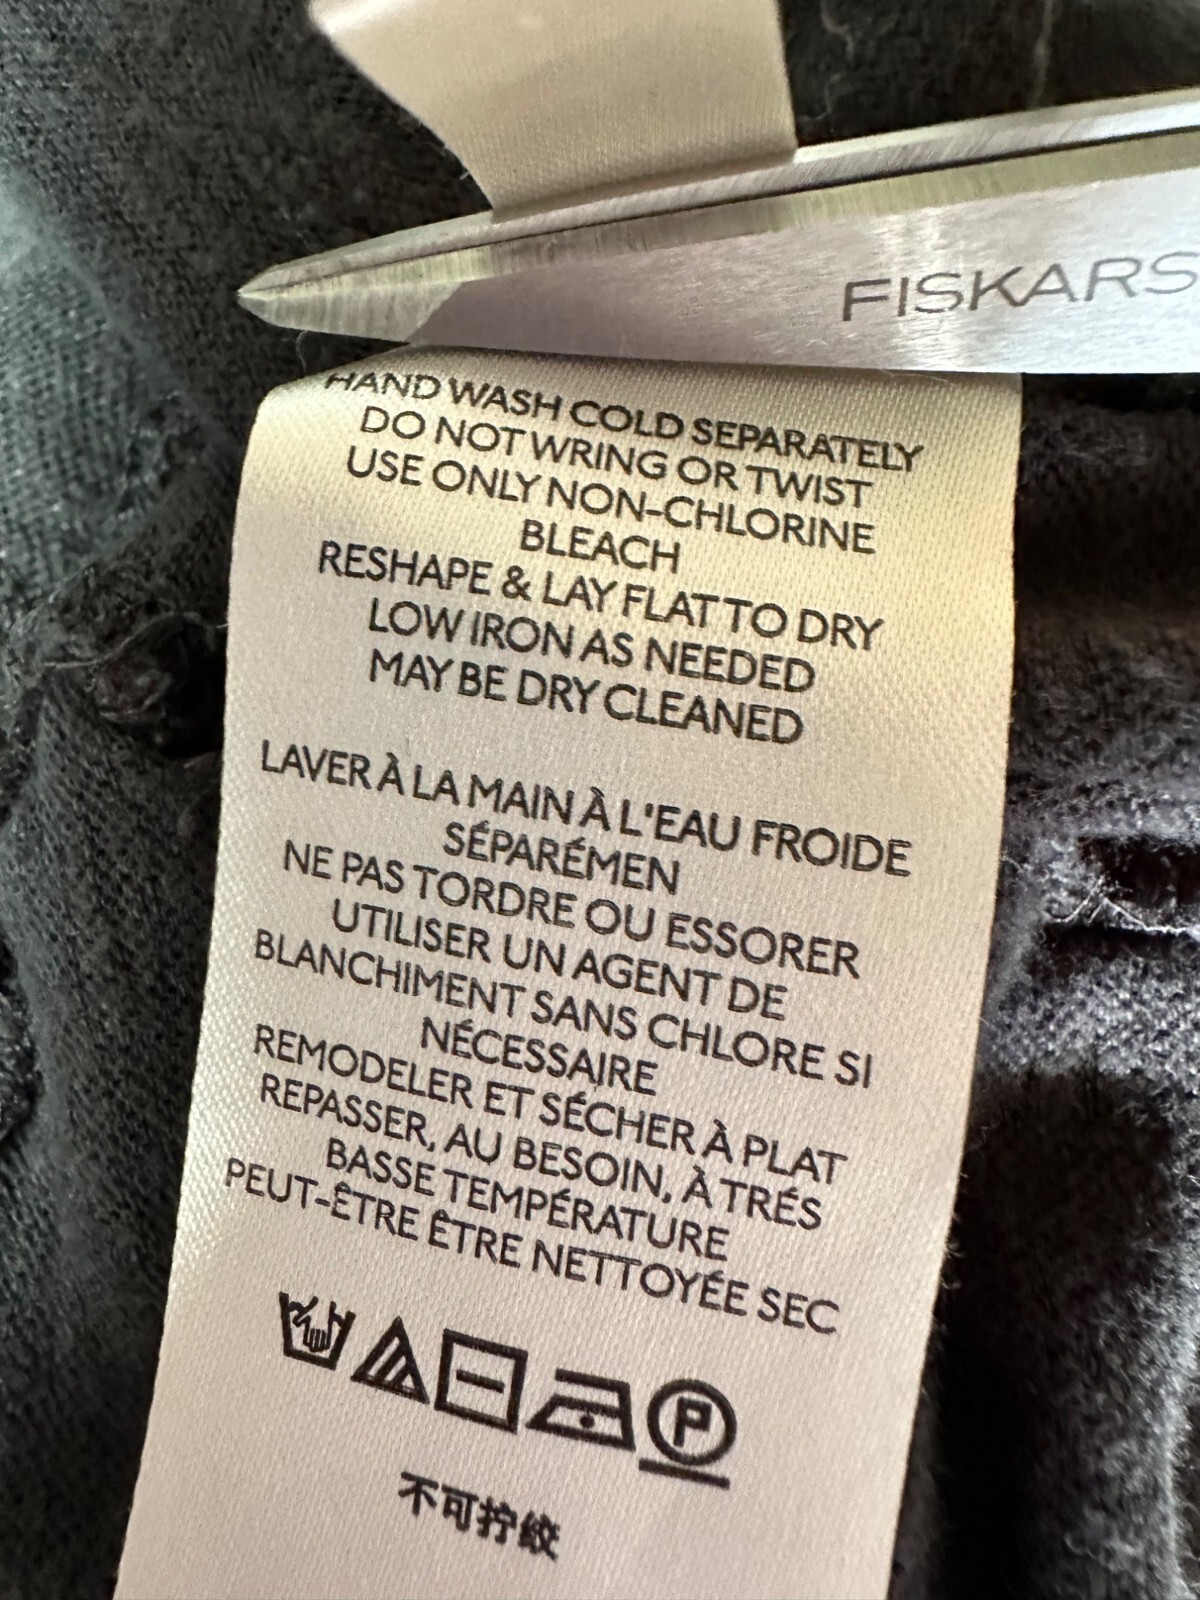 FISKARS
HAND WASH COLD SEPARATELY
DO NOT WRING OR TWIST
USE ONLY NON-CHLORINE
BLEACH
RESHAPE & LAY FLAT TO DRY
LOW IRON AS NEEDED
MAY BE DRY CLEANED
LAVER À LA MAIN À L'EAU FROIDE
SÉPARÉMEN
NE PAS TORDRE OU ESSORER
UTILISER UN AGENT DE
BLANCHIMENT SANS CHLORE SI
NÉCESSAIRE
REMODELER ET SÉCHER À PLAT
REPASSER, AU BESOIN, À TRÉS
BASSE TEMPÉRATURE
PEUT-ÊTRE ÊTRE NETTOYÉE SEC
P
不可拧绞